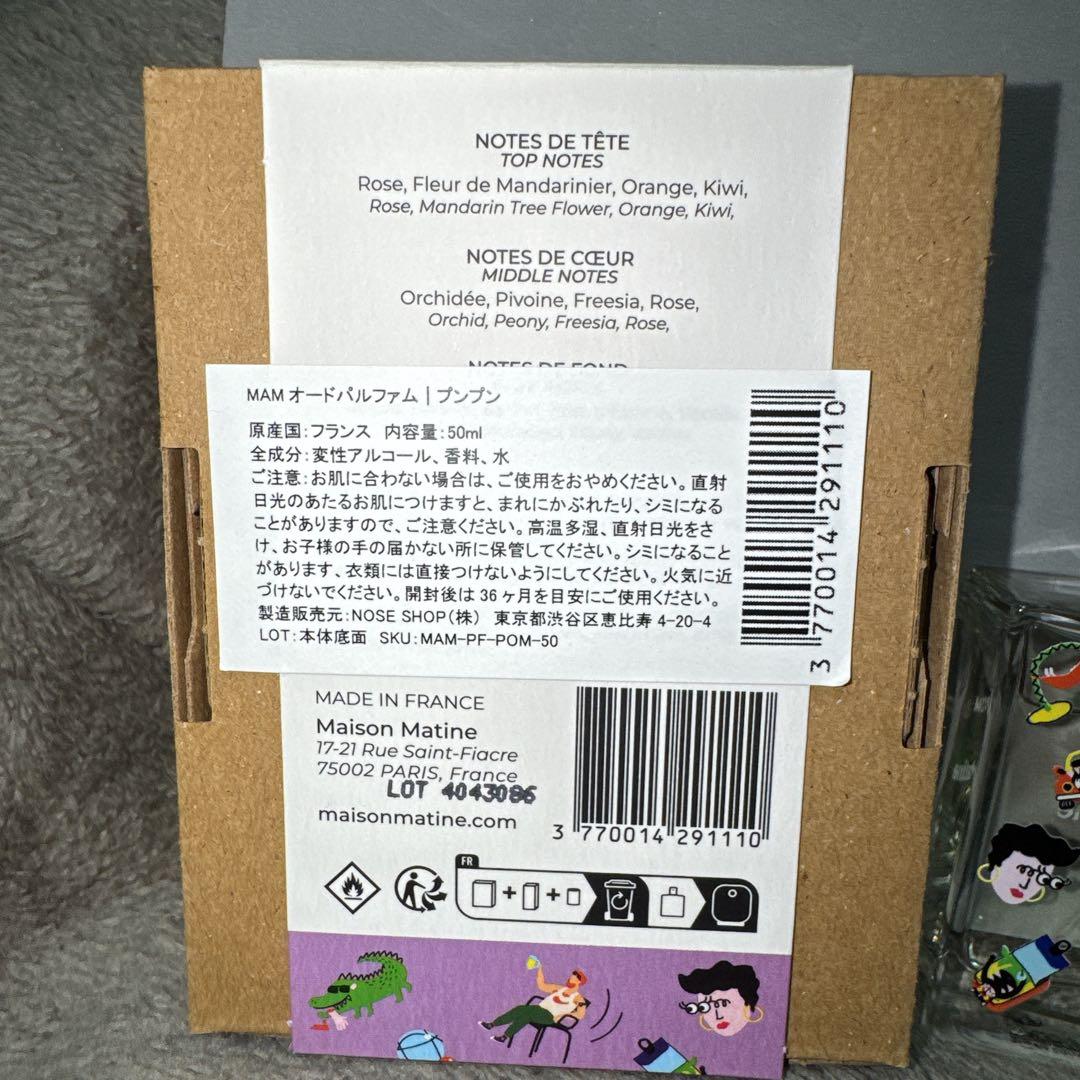 NOTES DE TÊTE
TOP NOTES
Rose, Fleur de Mandarinier, Orange, Kiwi,
Rose, Mandarin Tree Flower, Orange, Kiwi,
NOTES DE CŒUR
MIDDLE NOTES
Orchidée, Pivoine, Freesia, Rose,
Orchid, Peony, Freesia, Rose,
NOTES DE FOND
MAM オードパルファム | プンプン
原産国:フランス 内容量:50ml
全成分:変性アルコール、香料、水
ご注意:お肌に合わない場合は、ご使用をおやめください。直射
日光のあたるお肌につけますと、まれにかぶれたり、シミになる
ことがありますので、ご注意ください。高温多湿、直射日光をさ
け、お子様の手の届かない所に保管してください。シミになること
があります、衣類には直接つけないようにしてください。火気に近
づけないでください。開封後は 36ヶ月を目安にご使用ください。
製造販売元:NOSE SHOP(株) 東京都渋谷区恵比寿 4-20-4
LOT:本体底面 SKU:MAM-PF-POM-50
3 770014 291110
MADE IN FRANCE
Maison Matine
17-21 Rue Saint-Fiacre
75002 PARIS, France
LOT 4043086
maisonmatine.com
3 770014 291110
FR